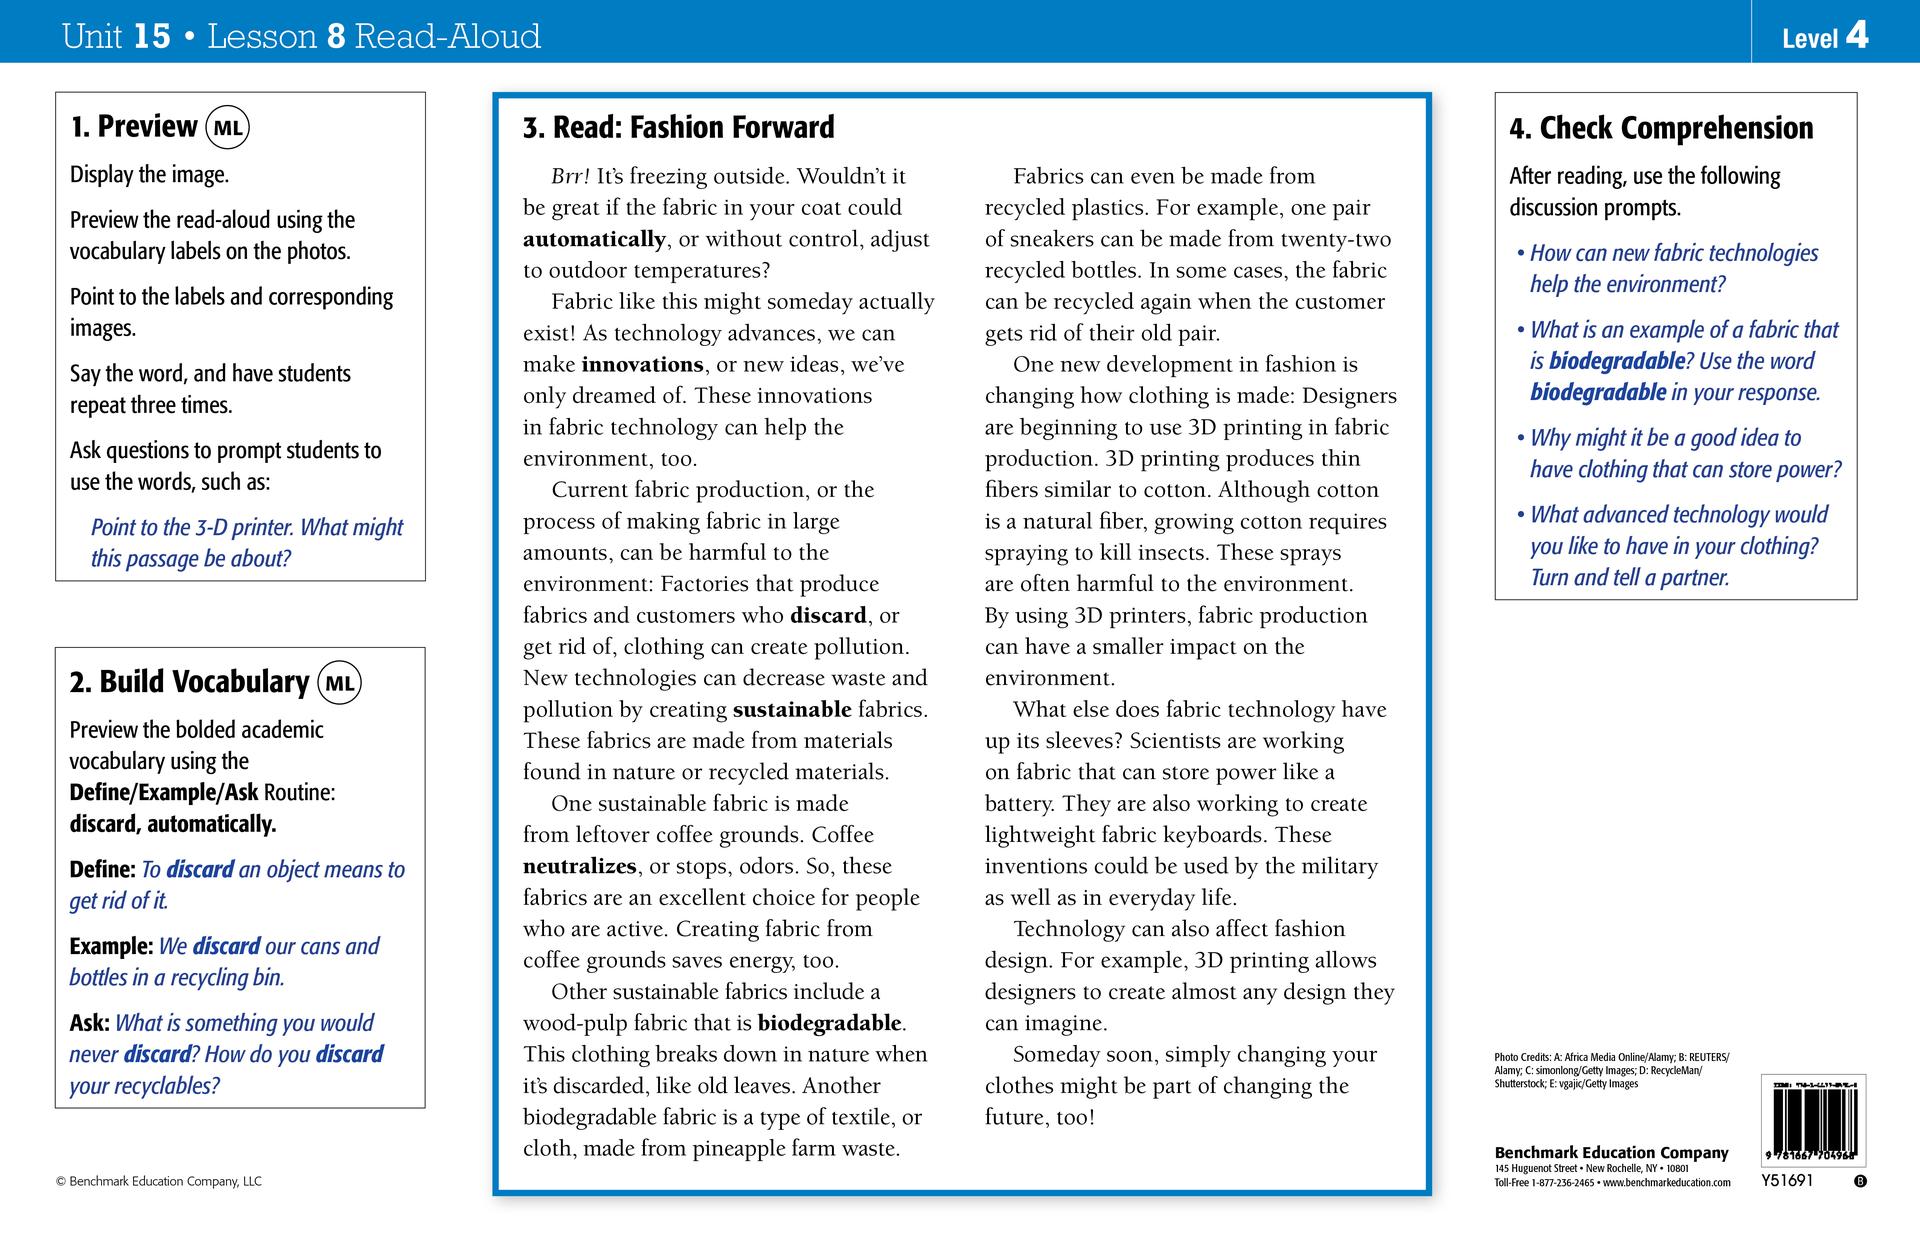 Unit 15 • Lesson 8 Read-Aloud
Level 4
1. Preview ML
Display the image.
Preview the read-aloud using the
vocabulary labels on the photos.
Point to the labels and corresponding
images.
Say the word, and have students
repeat three times.
Ask questions to prompt students to
use the words, such as:
Point to the 3-D printer. What might
this passage be about?
2. Build Vocabulary ML
Preview the bolded academic
vocabulary using the
Define/Example/Ask Routine:
discard, automatically.
Define: To discard an object means to
get rid of it.
Example: We discard our cans and
bottles in a recycling bin.
Ask: What is something you would
never discard? How do you discard
your recyclables?
© Benchmark Education Company, LLC
3. Read: Fashion Forward
Brr! It's freezing outside. Wouldn't it
be great if the fabric in your coat could
automatically, or without control, adjust
to outdoor temperatures?
Fabric like this might someday actually
exist! As technology advances, we can
make innovations, or new ideas, we've
only dreamed of. These innovations
in fabric technology can help the
environment, too.
Current fabric production, or the
process of making fabric in large
amounts, can be harmful to the
environment: Factories that produce
fabrics and customers who discard, or
get rid of, clothing can create pollution.
New technologies can decrease waste and
pollution by creating sustainable fabrics.
These fabrics are made from materials
found in nature or recycled materials.
One sustainable fabric is made
from leftover coffee grounds. Coffee
neutralizes, or stops, odors. So, these
fabrics are an excellent choice for people
who are active. Creating fabric from
coffee grounds saves energy, too.
Other sustainable fabrics include a
wood-pulp fabric that is biodegradable.
This clothing breaks down in nature when
it's discarded, like old leaves. Another
biodegradable fabric is a type of textile, or
cloth, made from pineapple farm waste.
Fabrics can even be made from
recycled plastics. For example, one pair
of sneakers can be made from twenty-two
recycled bottles. In some cases, the fabric
can be recycled again when the customer
gets rid of their old pair.
One new development in fashion is
changing how clothing is made: Designers
are beginning to use 3D printing in fabric
production. 3D printing produces thin
fibers similar to cotton. Although cotton
is a natural fiber, growing cotton requires
spraying to kill insects. These sprays
are often harmful to the environment.
By using 3D printers, fabric production
can have a smaller impact on the
environment.
What else does fabric technology have
up its sleeves? Scientists are working
on fabric that can store power like a
battery. They are also working to create
lightweight fabric keyboards. These
inventions could be used by the military
as well as in everyday life.
Technology can also affect fashion
design. For example, 3D printing allows
designers to create almost any design they
can imagine.
Someday soon, simply changing your
clothes might be part of changing the
future, too!
4. Check Comprehension
After reading, use the following
discussion prompts.
• How can new fabric technologies
help the environment?
• What is an example of a fabric that
is biodegradable? Use the word
biodegradable in your response.
• Why might it be a good idea to
have clothing that can store power?
• What advanced technology would
you like to have in your clothing?
Turn and tell a partner.
Photo Credits: A: Africa Media Online/Alamy; B: REUTERS/
Alamy; C: simonlong/Getty Images; D: RecycleMan/
Shutterstock; E: vgajic/Getty Images
Benchmark Education Company
145 Huguenot Street • New Rochelle, NY • 10801
Toll-Free 1-877-236-2465 • www.benchmarkeducation.com
9 781667 704968
Y51691
B